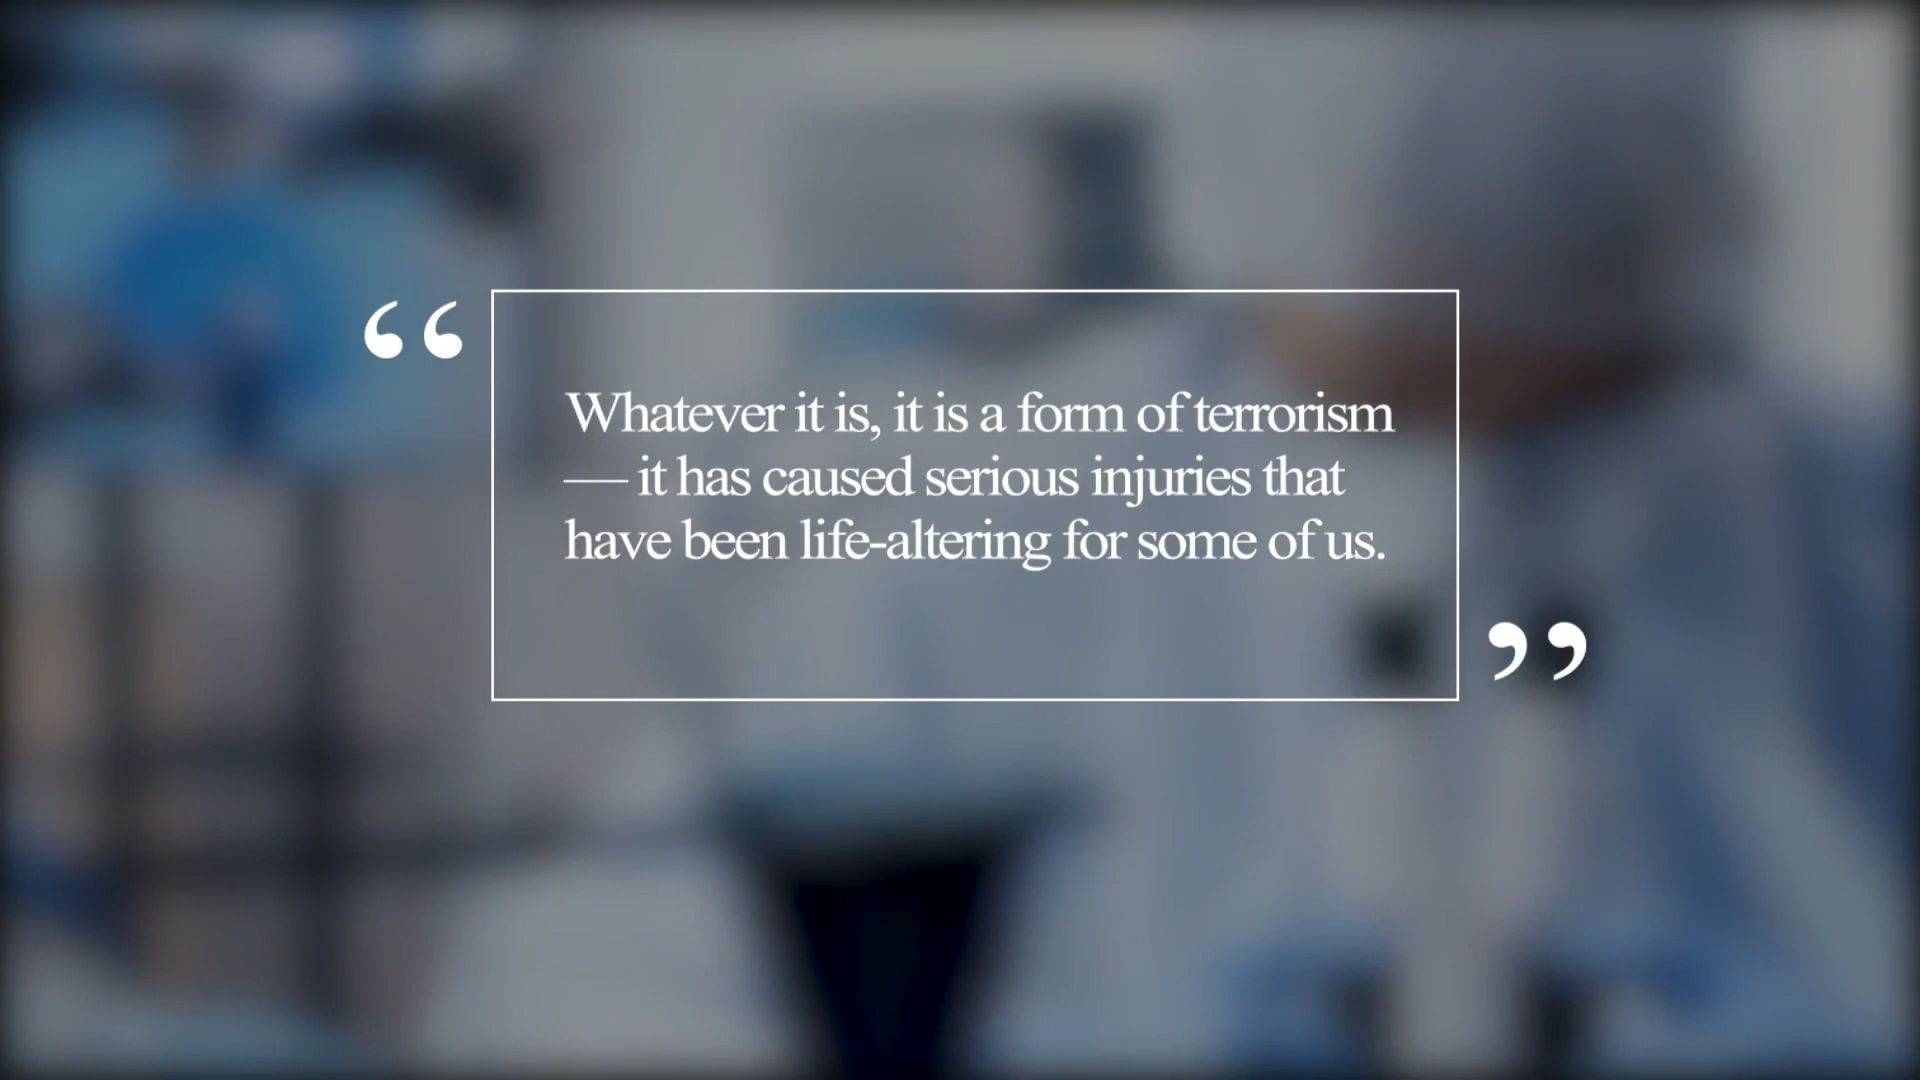 “
Whatever it is, it is a form of terrorism
— it has caused serious injuries that
have been life-altering for some of us.
”